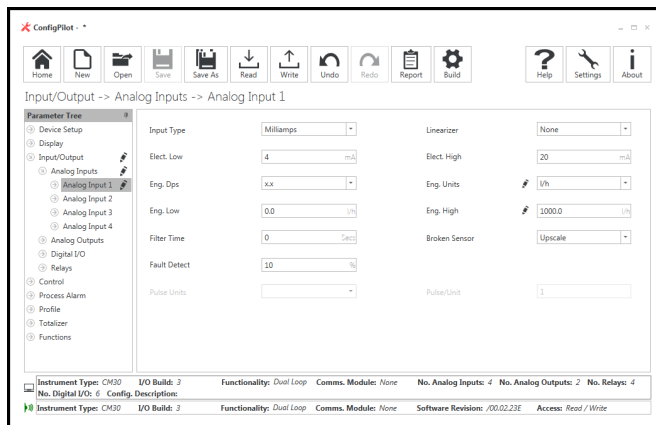 ConfigPilot - *
Home New Open Save Save As Read Write Undo Redo Report Build Help Settings About
Input/Output -> Analog Inputs -> Analog Input 1
Parameter Tree
Device Setup
Display
Input/Output
Analog Inputs
Analog Input 1
Analog Input 2
Analog Input 3
Analog Input 4
Analog Outputs
Digital I/O
Relays
Control
Process Alarm
Profile
Totalizer
Functions
Input Type Milliamps Linearizer None
Elect. Low 4 mA Elect. High 20 mA
Eng. Dps x.x Eng. Units l/h
Eng. Low 0.0 l/h Eng. High 1000.0 l/h
Filter Time 0 Secs Broken Sensor Upscale
Fault Detect 10 %
Pulse Units Pulse/Unit 1
Instrument Type: CM30 I/O Build: 3 Functionality: Dual Loop Comms. Module: None No. Analog Inputs: 4 No. Analog Outputs: 2 No. Relays: 4
No. Digital I/O: 6 Config. Description:
Instrument Type: CM30 I/O Build: 3 Functionality: Dual Loop Comms. Module: None Software Revision: /00.02.23E Access: Read / Write